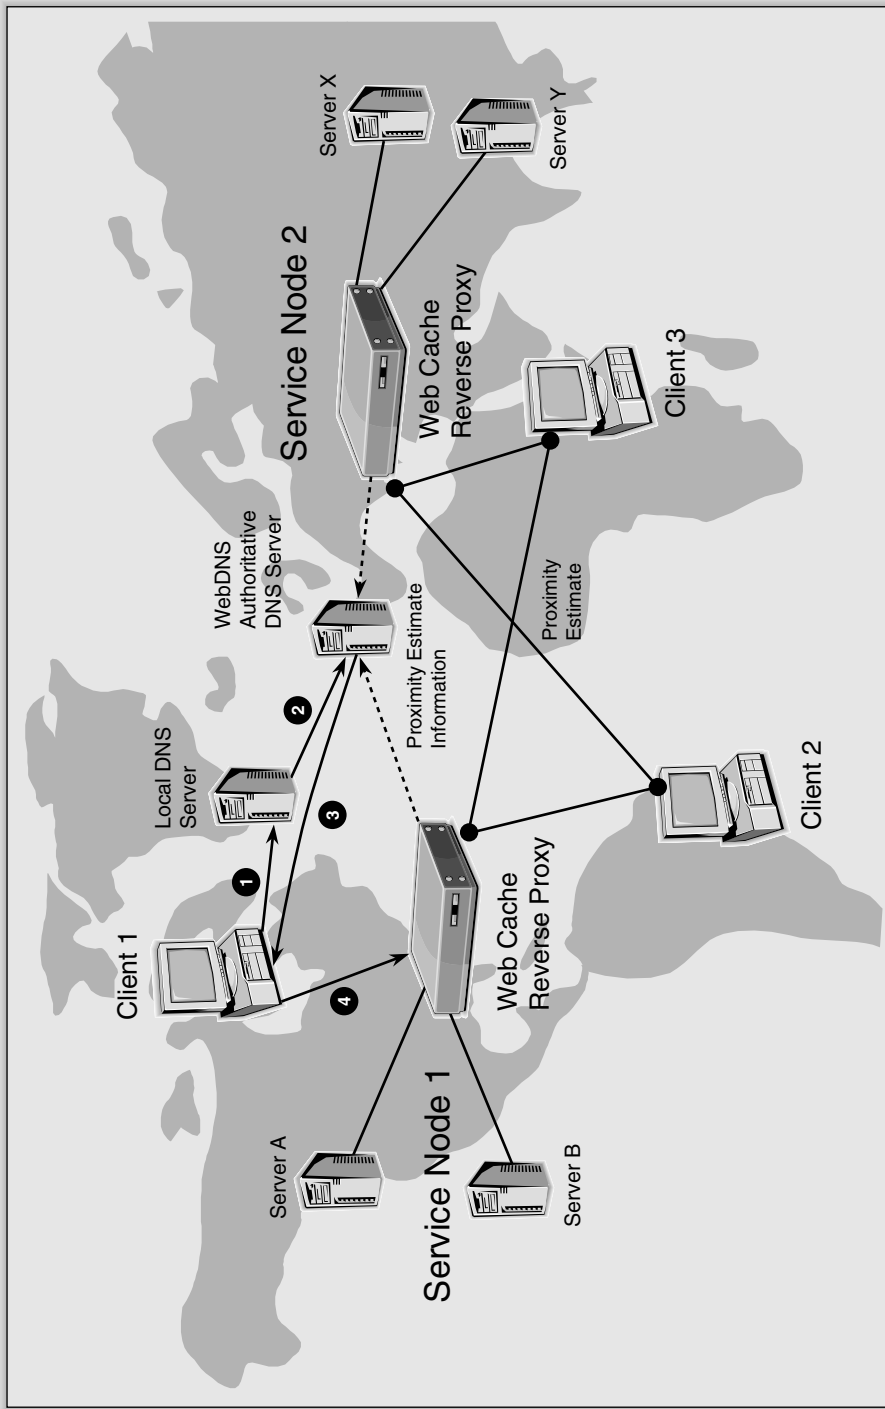 Client 1
Local DNS
Server
WebDNS
Authoritative
DNS Server
Service Node 2
Server X
1
2
3
4
Server A
Proximity Estimate
Information
Web Cache
Reverse Proxy
Server Y
Service Node 1
Web Cache
Reverse Proxy
Server B
Proximity
Estimate
Client 3
Client 2